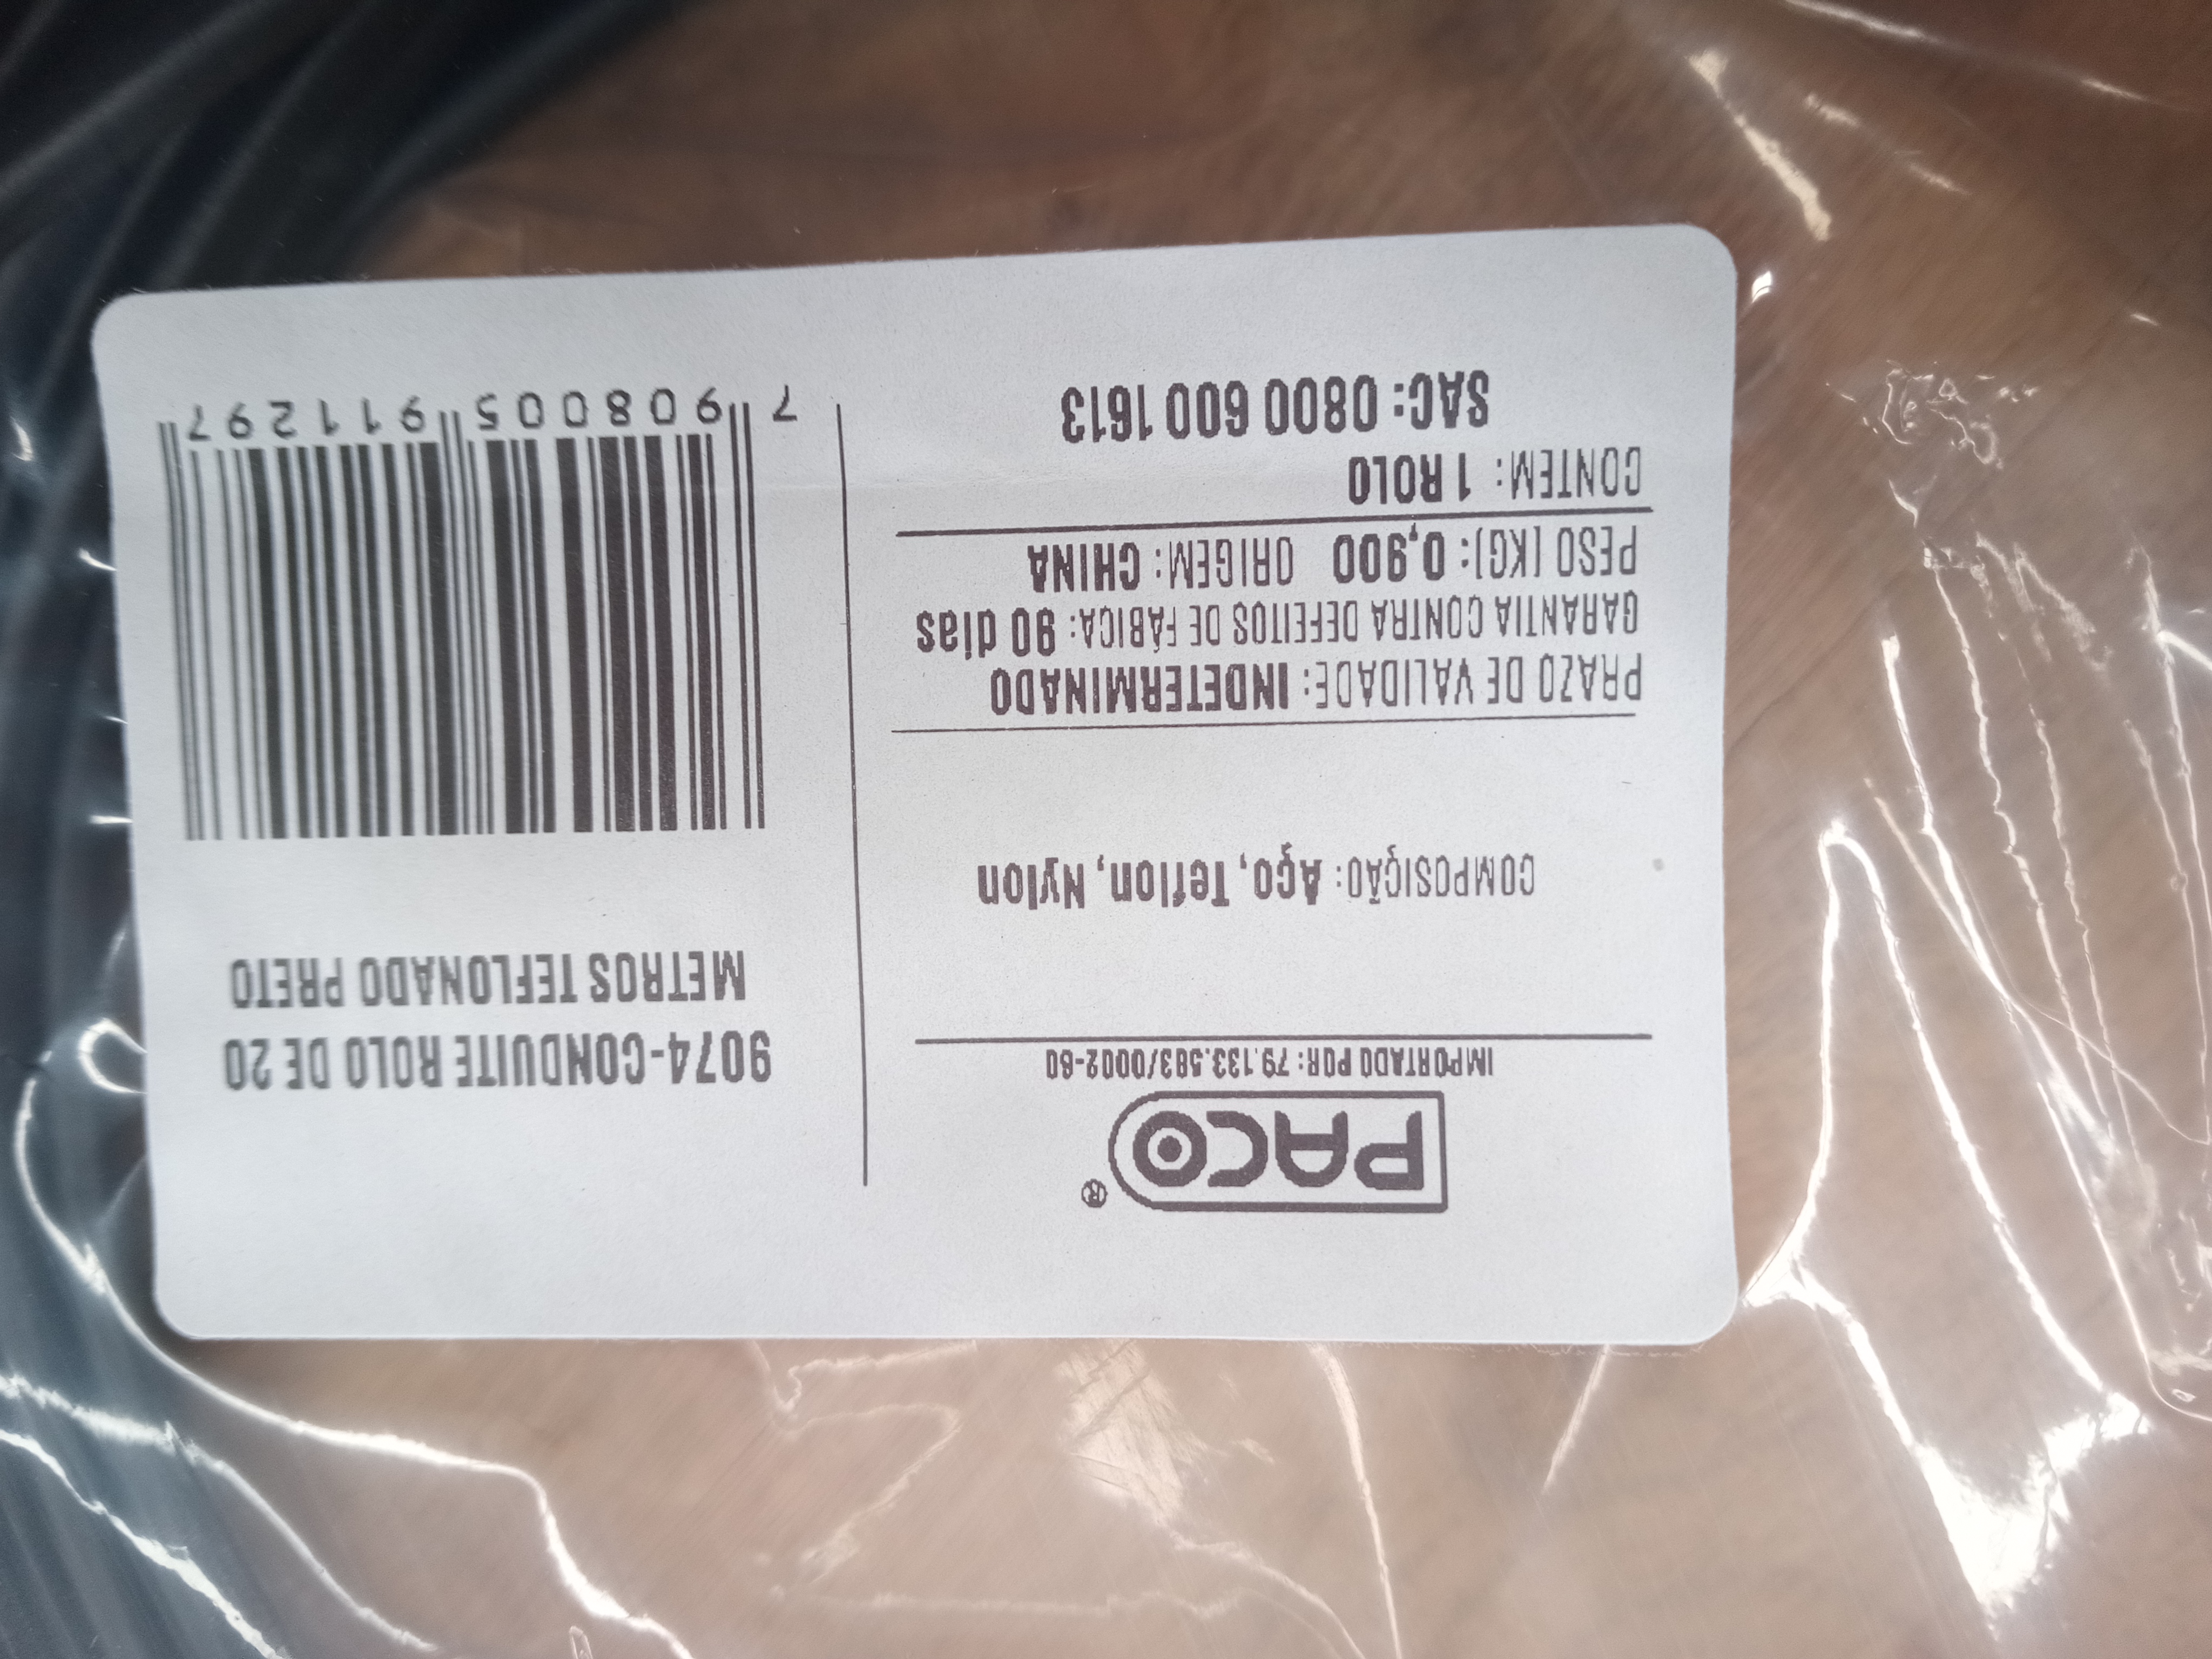 PACO®
IMPORTADO POR: 79.133.583/0002-60
COMPOSIÇÃO: Aço, Teflon, Nylon
PRAZO DE VALIDADE: INDETERMINADO
GARANTIA CONTRA DEFEITOS DE FÁBICA: 90 dias
PESO (KG): 0,900 ORIGEM: CHINA
CONTEM: 1 ROLO
SAC: 0800 600 1613
9074-CONDUITE ROLO DE 20
METROS TEFLONADO PRETO
7 908005 911297